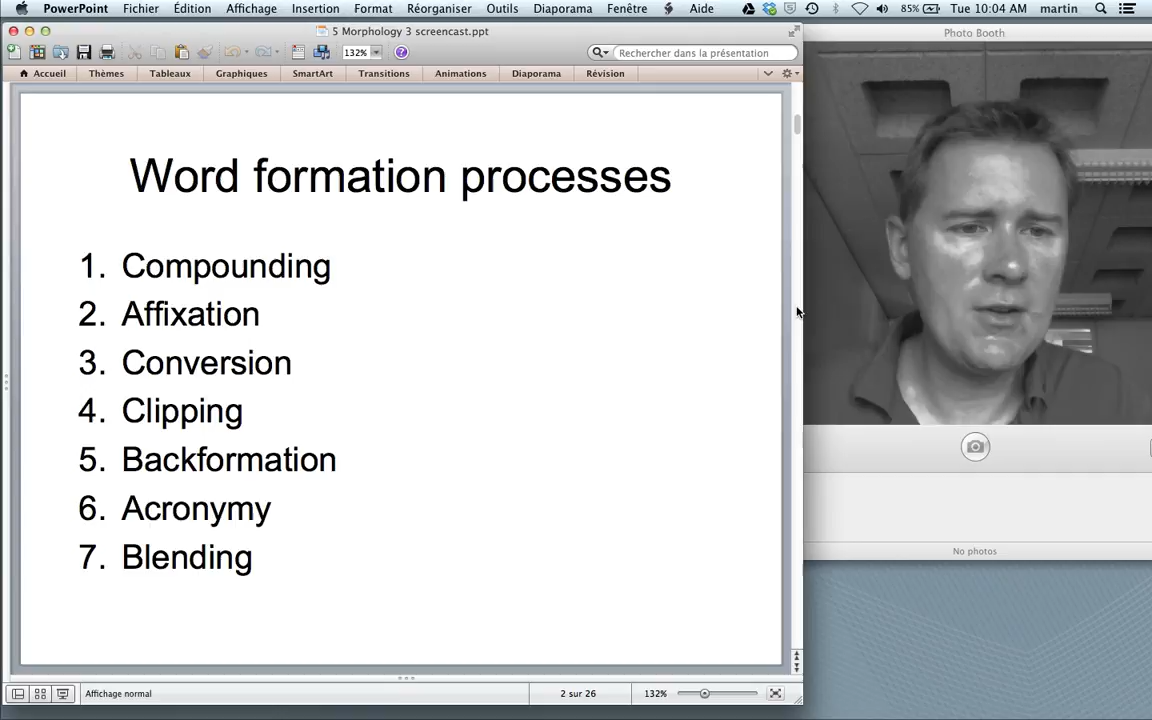 PowerPoint Fichier Édition Affichage Insertion Format Réorganiser Outils Diaporama Fenêtre Aide 85% Tue 10:04 AM martin
5 Morphology 3 screencast.ppt
Photo Booth
132% Rechercher dans la présentation
Accueil Thèmes Tableaux Graphiques SmartArt Transitions Animations Diaporama Révision
Word formation processes
1. Compounding
2. Affixation
3. Conversion
4. Clipping
5. Backformation
6. Acronymy
7. Blending
No photos
Affichage normal 2 sur 26 132%